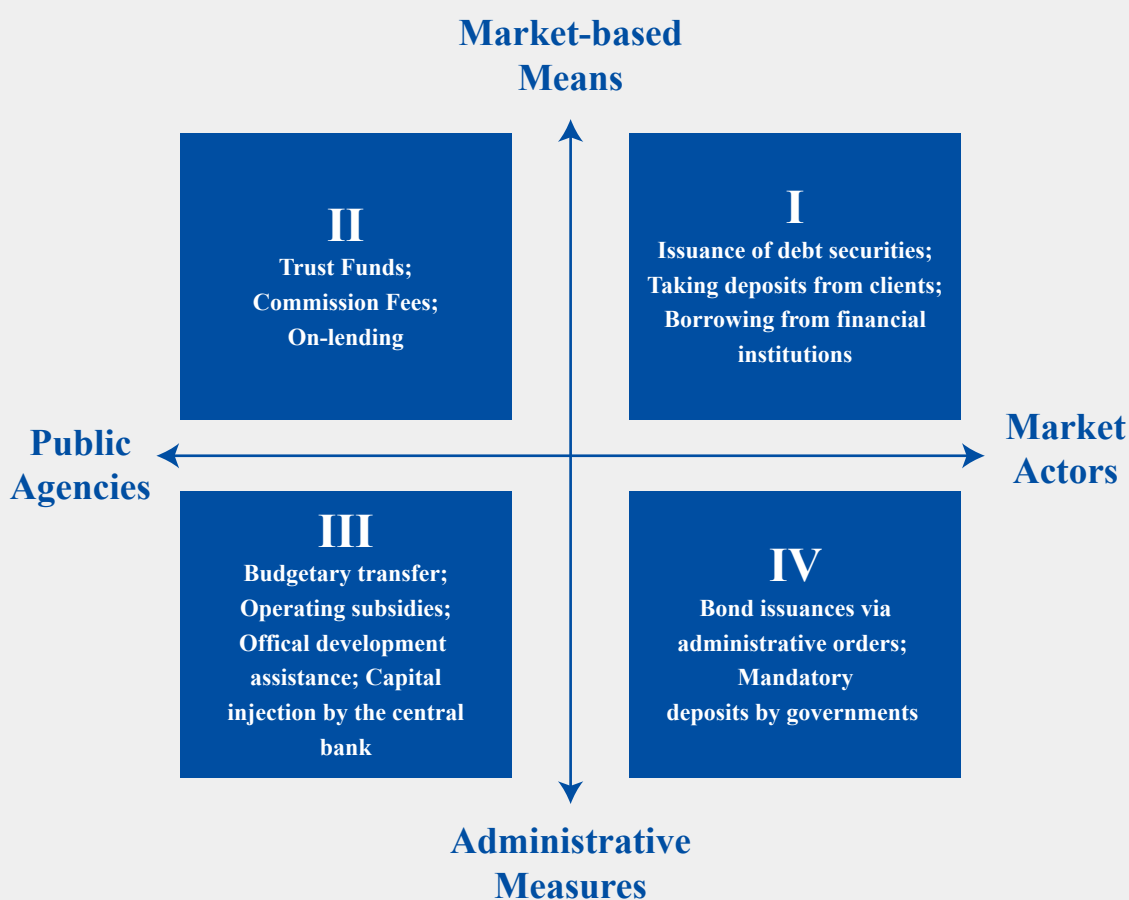 Market-based
Means
II
Trust Funds;
Commission Fees;
On-lending
I
Issuance of debt securities;
Taking deposits from clients;
Borrowing from financial
institutions
Public
Agencies
Market
Actors
III
Budgetary transfer;
Operating subsidies;
Offical development
assistance; Capital
injection by the central
bank
IV
Bond issuances via
administrative orders;
Mandatory
deposits by governments
Administrative
Measures